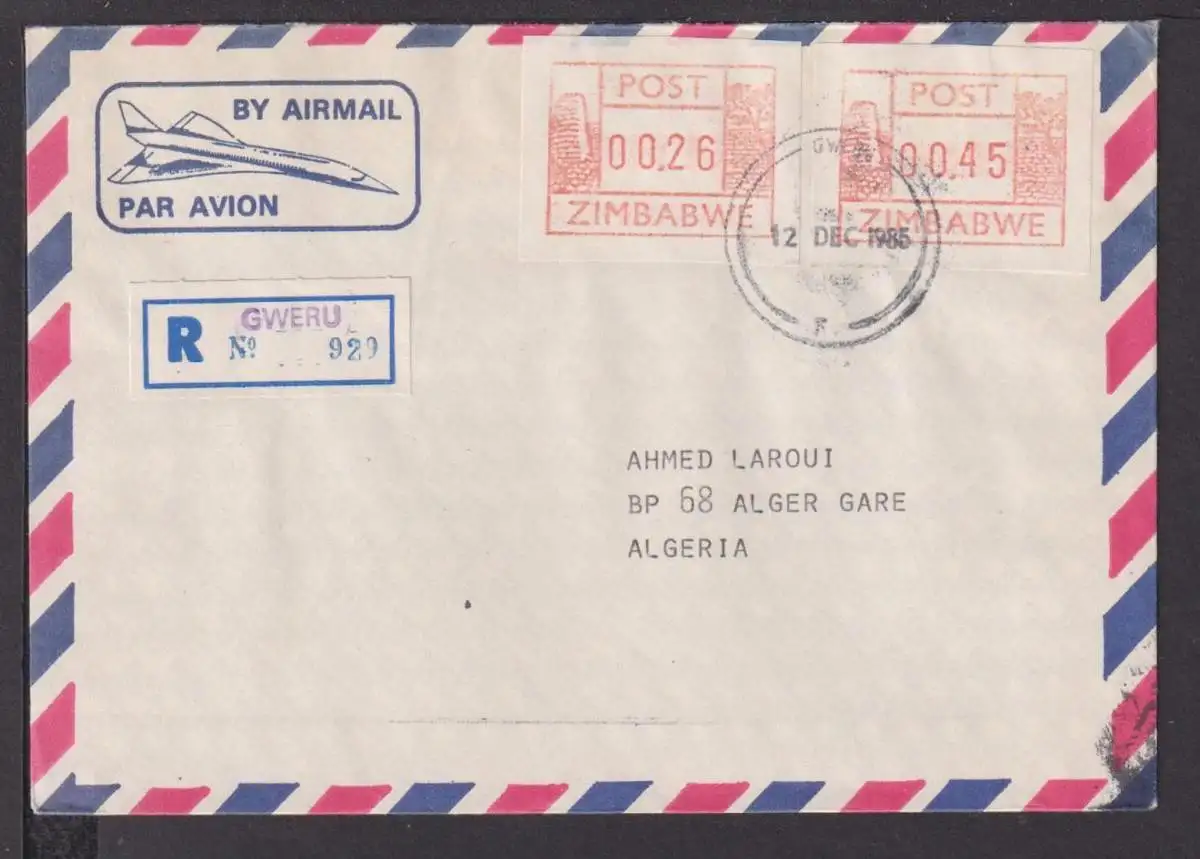 BY AIRMAIL
PAR AVION
POST
00.26
ZIMBABWE
POST
00.45
ZIMBABWE
GWERU
12 DEC 1985
F
GWERU
R No 929
AHMED LAROUI
BP 68 ALGER GARE
ALGERIA